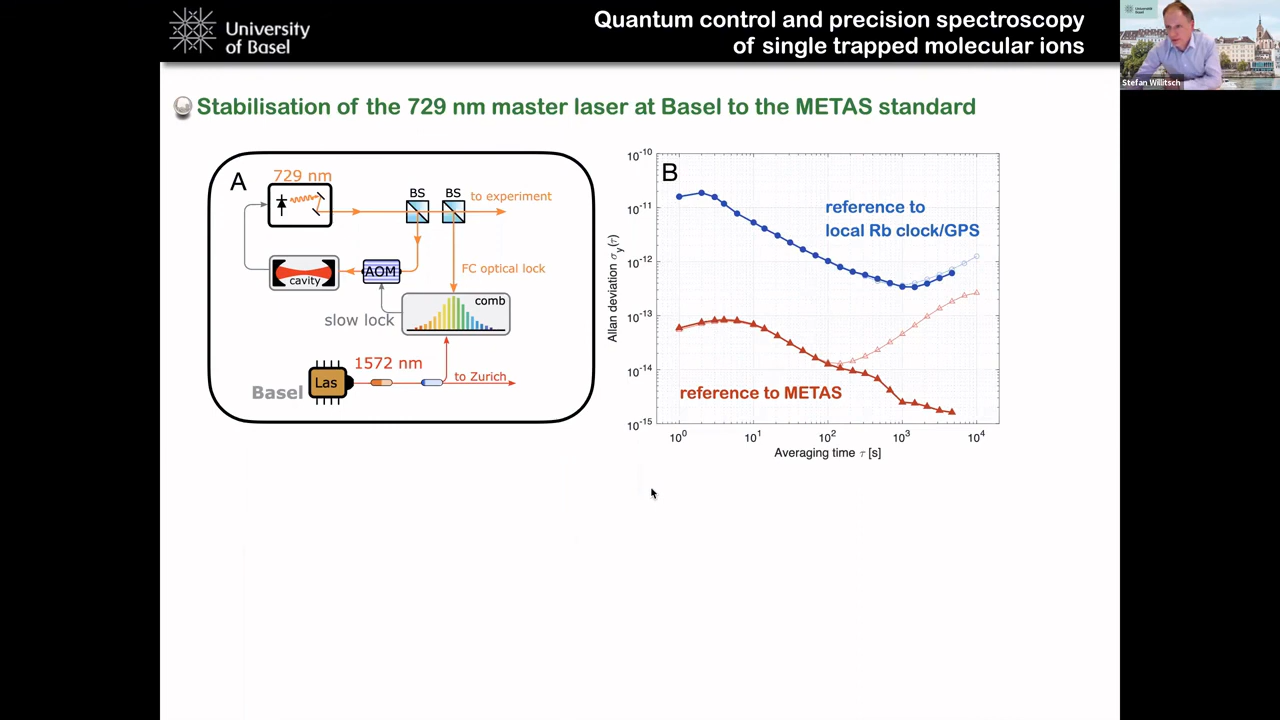 University
of Basel
Quantum control and precision spectroscopy
of single trapped molecular ions
Stefan Willitsch
Stabilisation of the 729 nm master laser at Basel to the METAS standard
A
729 nm
BS
BS
to experiment
cavity
AOM
FC optical lock
comb
slow lock
1572 nm
Basel
Las
to Zurich
B
10⁻¹⁰
10⁻¹¹
10⁻¹²
10⁻¹³
10⁻¹⁴
10⁻¹⁵
Allan deviation σy(τ)
reference to
local Rb clock/GPS
reference to METAS
10⁰ 10¹ 10² 10³ 10⁴
Averaging time τ [s]